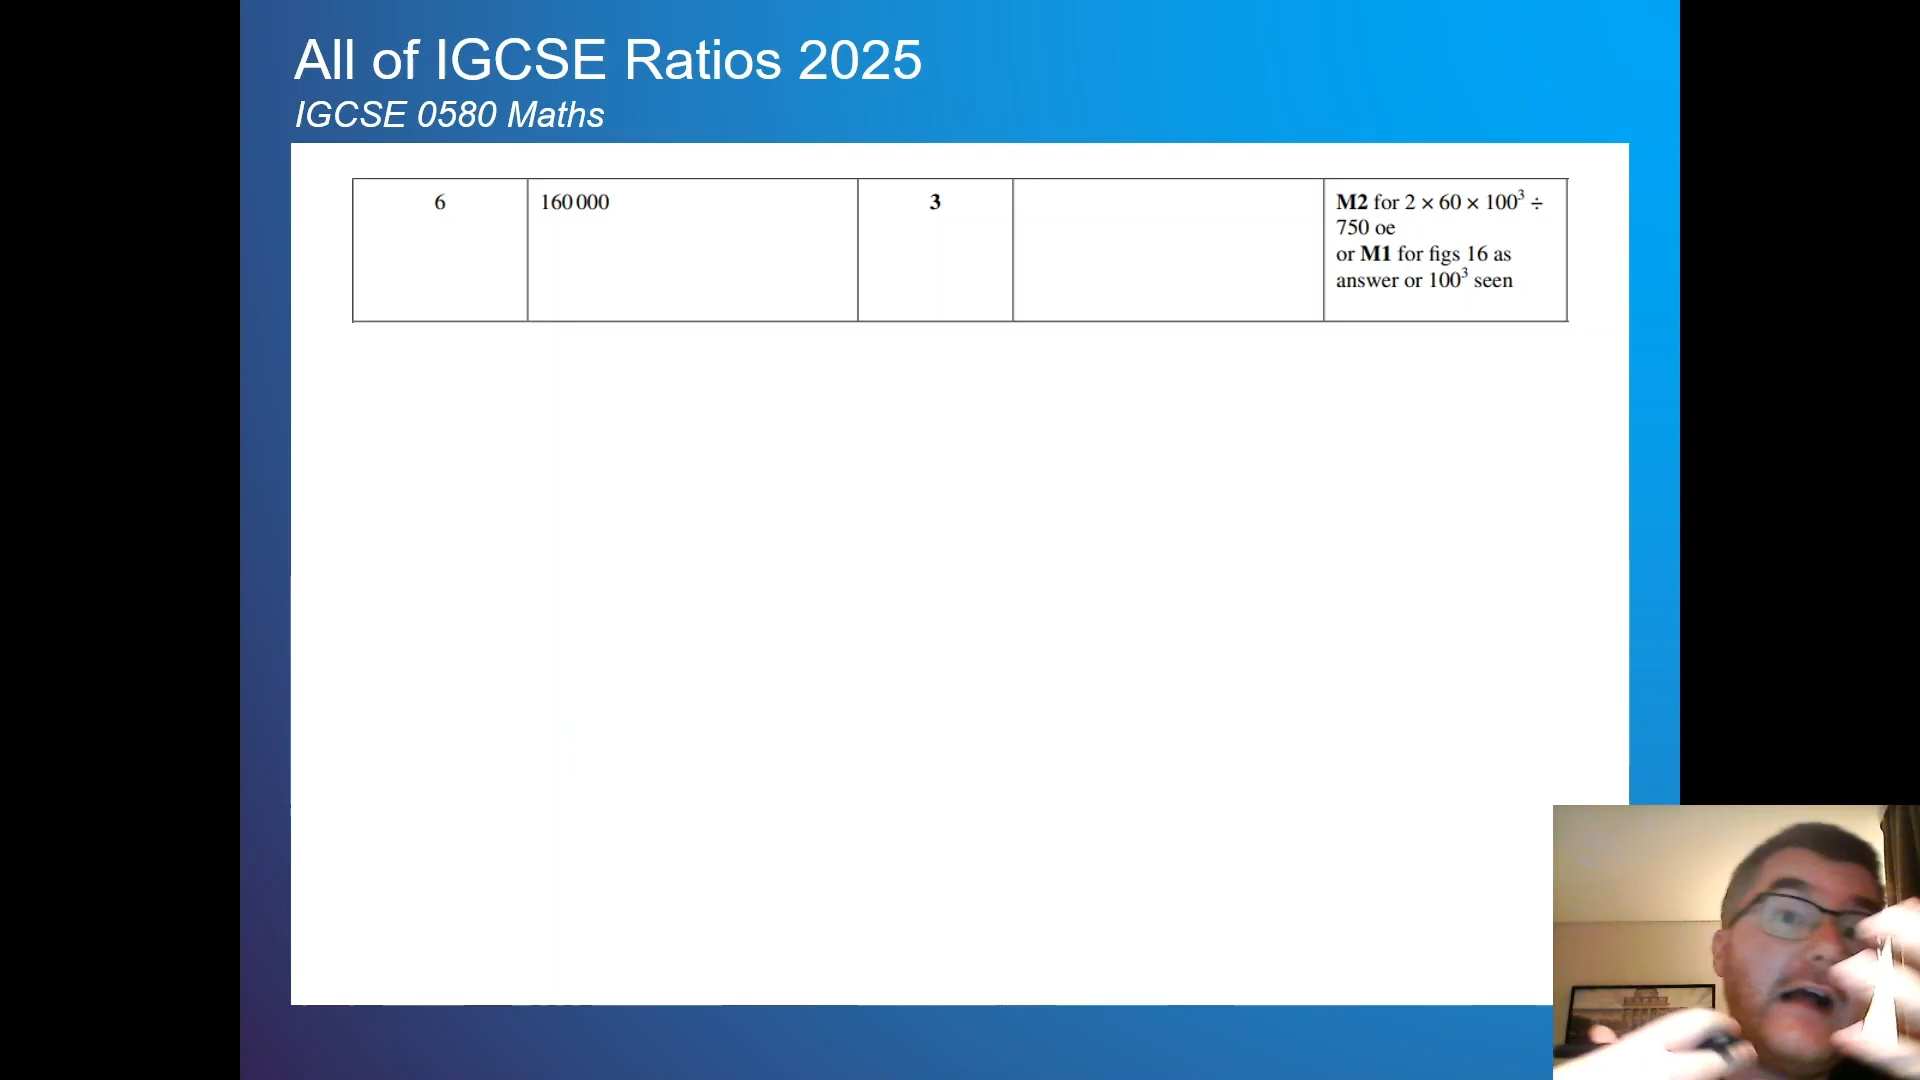 All of IGCSE Ratios 2025
IGCSE 0580 Maths
6
160 000
3
M2 for 2 × 60 × 100³ ÷
750 oe
or M1 for figs 16 as
answer or 100³ seen